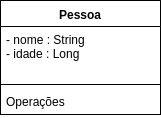 Pessoa
- nome : String
- idade : Long
Operações